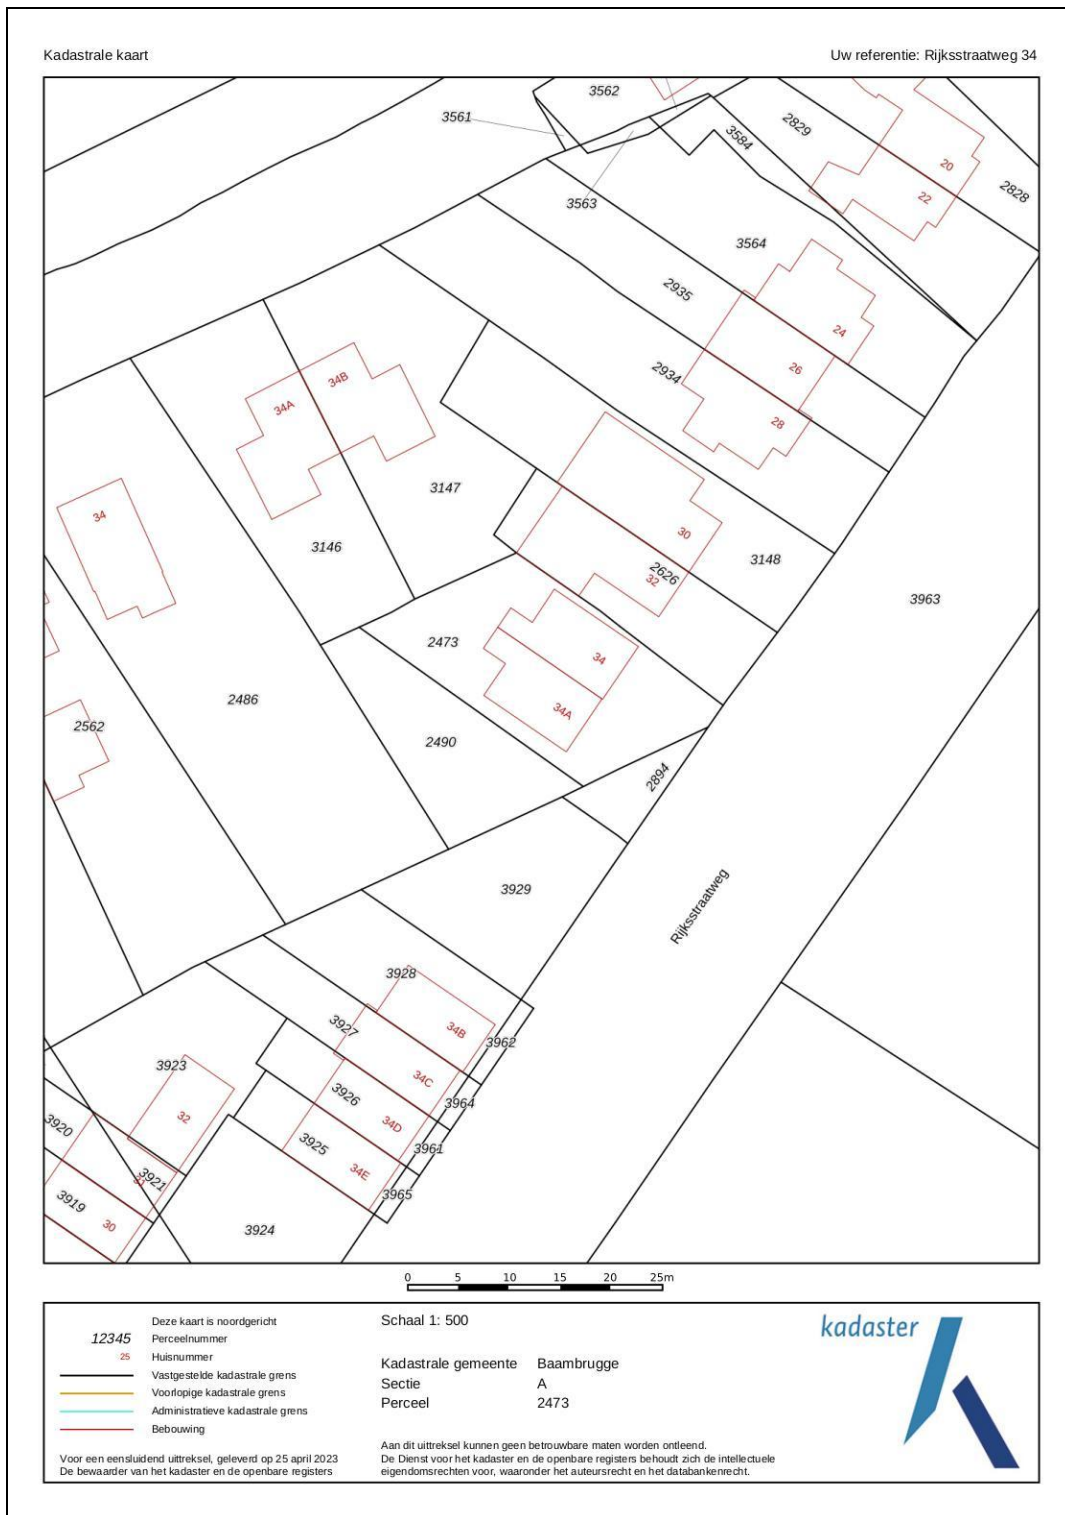 Kadastrale kaart
Uw referentie: Rijksstraatweg 34
3562
3561
2829
3584
20
2828
22
3563
3564
2935
24
26
2934
28
34B
34A
3147
34
30
3146
3148
2626
32
3963
2473
34
2486
34A
2562
2490
2894
3929
Rijksstraatweg
3928
3927
34B
3962
3923
34C
3926
3964
32
34D
3920
3925
3961
3921
31
34E
3919
3965
30
3924
0 5 10 15 20 25m
Deze kaart is noordgericht
12345 Perceelnummer
25 Huisnummer
Vastgestelde kadastrale grens
Voorlopige kadastrale grens
Administratieve kadastrale grens
Bebouwing
Voor een eensluidend uittreksel, geleverd op 25 april 2023
De bewaarder van het kadaster en de openbare registers
Schaal 1: 500
Kadastrale gemeente Baambrugge
Sectie A
Perceel 2473
Aan dit uittreksel kunnen geen betrouwbare maten worden ontleend.
De Dienst voor het kadaster en de openbare registers behoudt zich de intellectuele
eigendomsrechten voor, waaronder het auteursrecht en het databankenrecht.
kadaster